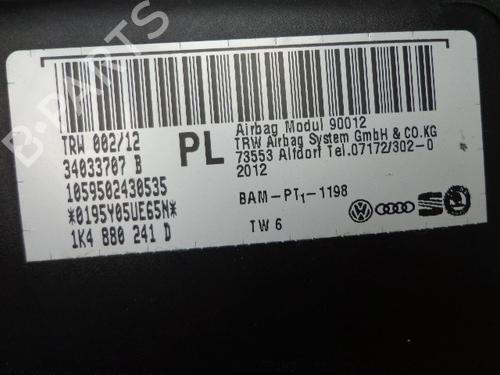 TRW 002/12
34033707 B
1059502430535
*0195Y05UE65N*
1K4 880 241 D
PL
Airbag Modul 90012
TRW Airbag System GmbH & CO.KG
73553 Alfdorf Tel.07172/302-0
2012
BAM-PT1-1198
TW 6
B-PARTS